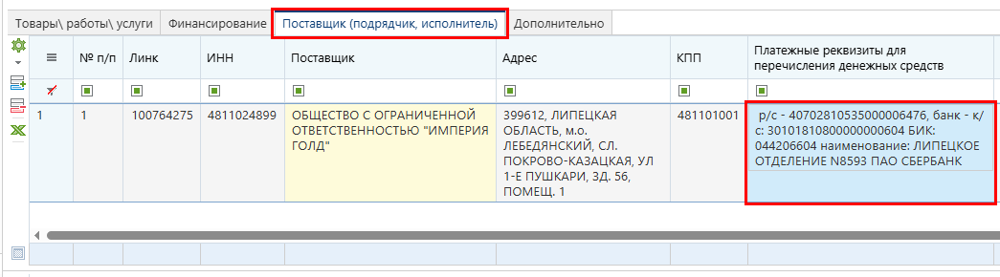 Товары\ работы\ услуги Финансирование Поставщик (подрядчик, исполнитель) Дополнительно
№ п/п Линк ИНН Поставщик Адрес КПП Платежные реквизиты для
перечисления денежных средств
1 1 100764275 4811024899 ОБЩЕСТВО С ОГРАНИЧЕННОЙ
ОТВЕТСТВЕННОСТЬЮ "ИМПЕРИЯ
ГОЛД"
399612, ЛИПЕЦКАЯ
ОБЛАСТЬ, м.о.
ЛЕБЕДЯНСКИЙ, СЛ.
ПОКРОВО-КАЗАЦКАЯ, УЛ
1-Е ПУШКАРИ, ЗД. 56,
ПОМЕЩ. 1
481101001
р/с - 40702810535000006476, банк - к/
с: 30101810800000000604 БИК:
044206604 наименование: ЛИПЕЦКОЕ
ОТДЕЛЕНИЕ N8593 ПАО СБЕРБАНК